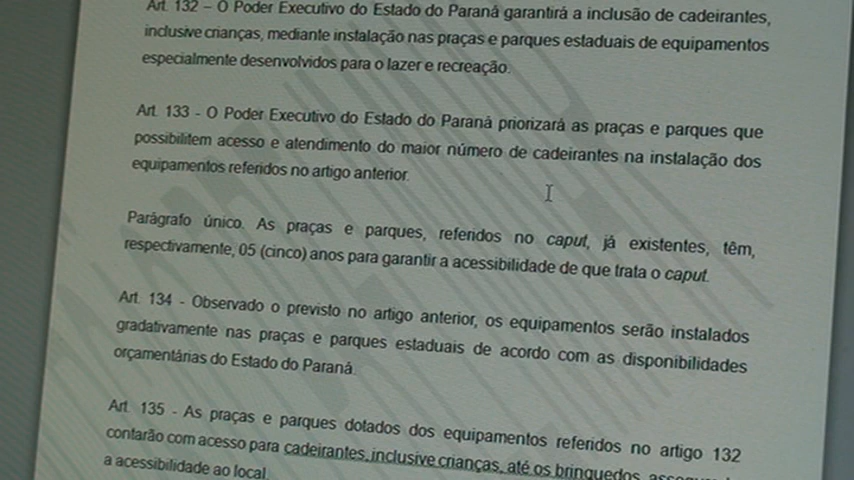 Art. 132 – O Poder Executivo do Estado do Paraná garantirá a inclusão de cadeirantes,
inclusive crianças, mediante instalação nas praças e parques estaduais de equipamentos
especialmente desenvolvidos para o lazer e recreação.
Art. 133 - O Poder Executivo do Estado do Paraná priorizará as praças e parques que
possibilitem acesso e atendimento do maior número de cadeirantes na instalação dos
equipamentos referidos no artigo anterior.
Parágrafo único. As praças e parques, referidos no caput, já existentes, têm,
respectivamente, 05 (cinco) anos para garantir a acessibilidade de que trata o caput.
Art. 134 - Observado o previsto no artigo anterior, os equipamentos serão instalados
gradativamente nas praças e parques estaduais de acordo com as disponibilidades
orçamentárias do Estado do Paraná.
Art. 135 - As praças e parques dotados dos equipamentos referidos no artigo 132
contarão com acesso para cadeirantes, inclusive crianças, até os brinquedos,
a acessibilidade ao local.